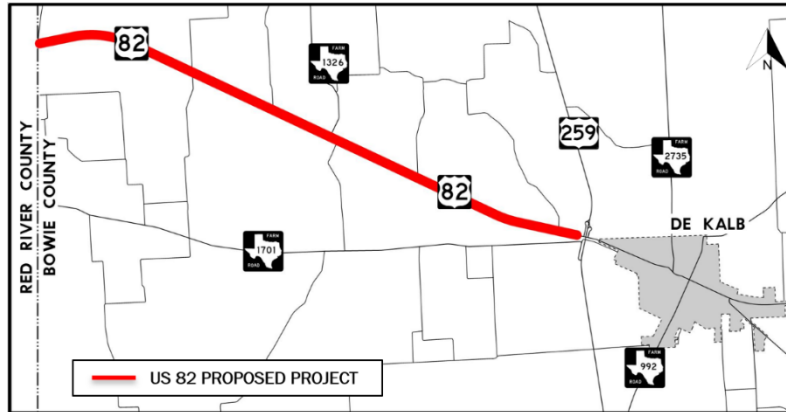 82
FARM
1326
ROAD
N
259
FARM
2735
ROAD
82
RED RIVER COUNTY
BOWIE COUNTY
DE KALB
FARM
1701
ROAD
FARM
992
ROAD
US 82 PROPOSED PROJECT